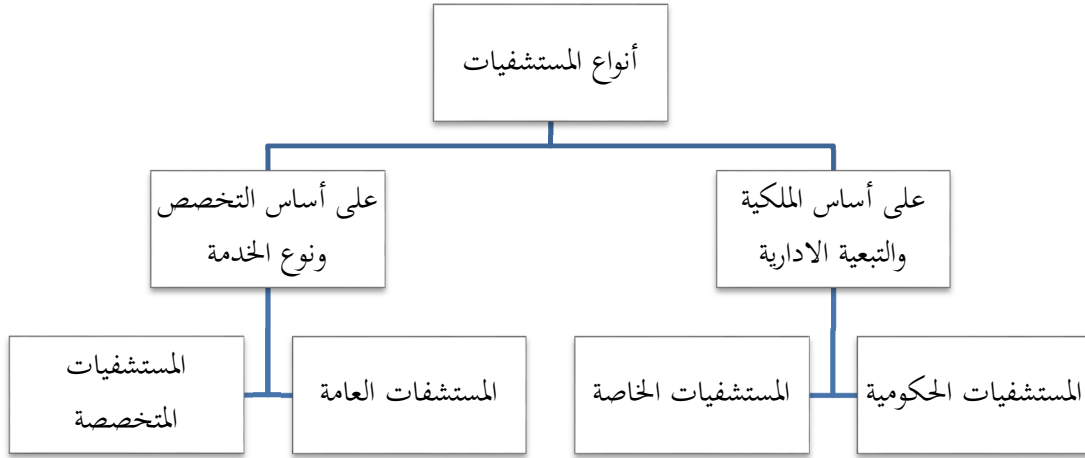 أنواع المستشفيات
على أساس الملكية
والتبعية الادارية
على أساس التخصص
ونوع الخدمة
المستشفيات الحكومية
المستشفيات الخاصة
المستشفات العامة
المستشفيات
المتخصصة